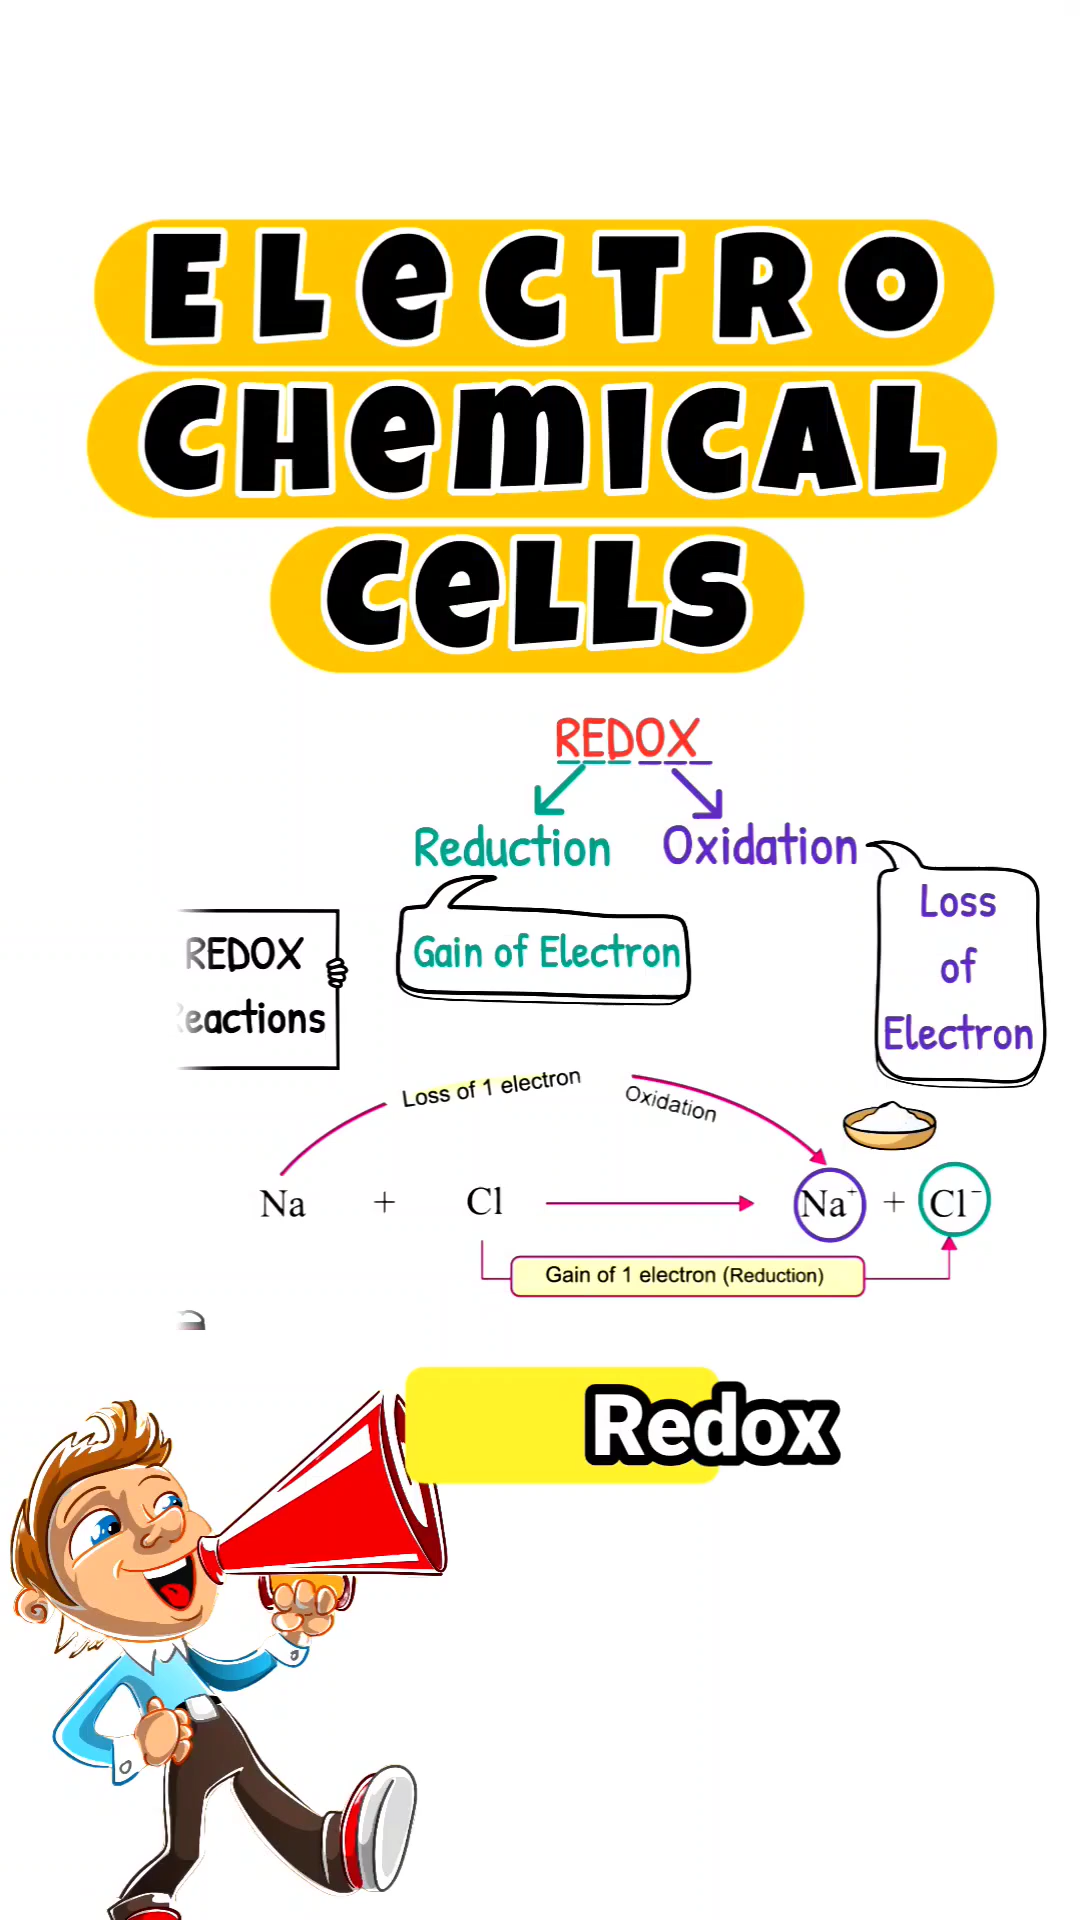 ELeCTRO
CHemICAL
CeLLS
REDOX
Reduction Oxidation
Loss
of
Electron
Gain of Electron
REDOX
Reactions
Loss of 1 electron
Oxidation
Na + Cl Na⁺ + Cl⁻
Gain of 1 electron (Reduction)
Redox